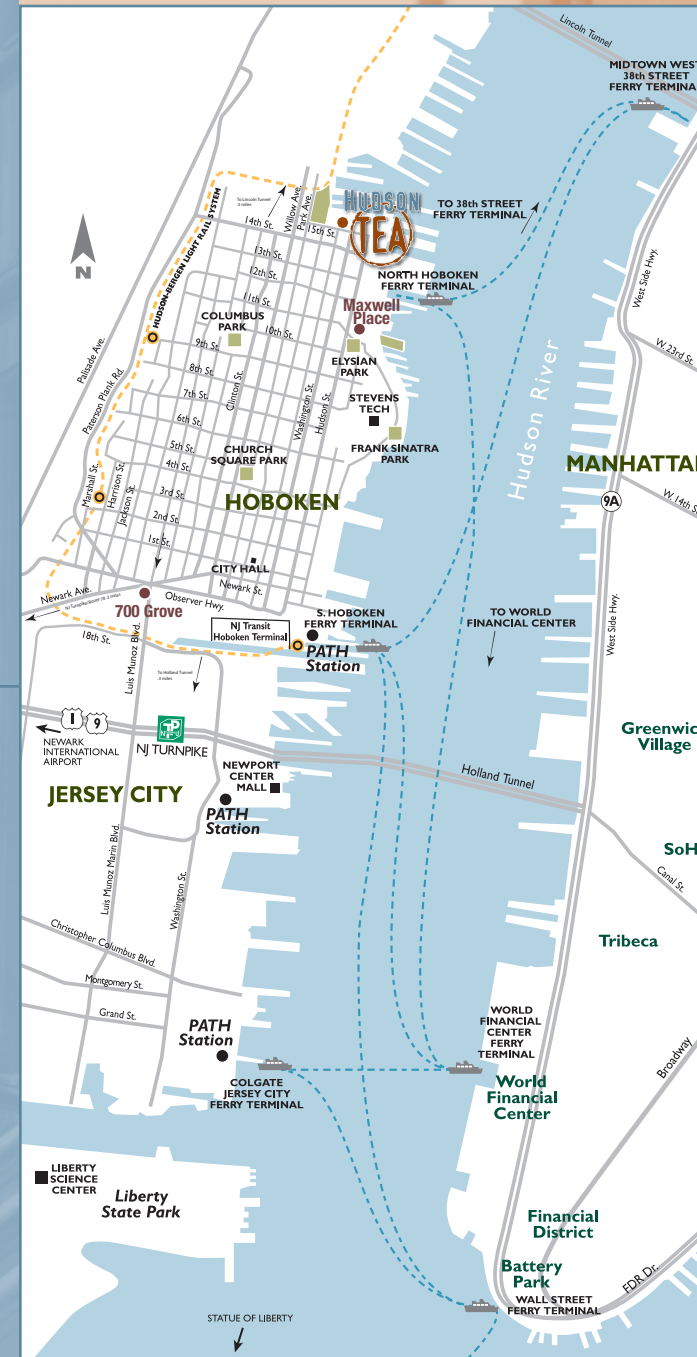 Lincoln Tunnel
MIDTOWN WEST
38th STREET
FERRY TERMINA
To Lincoln Tunnel
HUDSON-BERGEN LIGHT RAIL SYSTEM
Willow Ave.
Park Ave.
HUDSON
TEA
TO 38th STREET
FERRY TERMINAL
N
14th St.
15th St.
13th St.
12th St.
11th St.
10th St.
NORTH HOBOKEN
FERRY TERMINAL
West Side Hwy.
COLUMBUS
PARK
Maxwell
Place
Palisade Ave.
Paterson Plank Rd.
9th St.
8th St.
7th St.
6th St.
5th St.
4th St.
3rd St.
2nd St.
1st St.
Clinton St.
Washington St.
Hudson St.
ELYSIAN
PARK
STEVENS
TECH
FRANK SINATRA
PARK
Hudson River
W. 23rd St.
CHURCH
SQUARE PARK
MANHATTAN
W. 14th S
9A
Marshall St.
Harrison St.
Jackson St.
HOBOKEN
CITY HALL
Newark St.
Newark Ave.
Observer Hwy.
700 Grove
18th St.
Luis Munoz Blvd.
NJ Transit
Hoboken Terminal
S. HOBOKEN
FERRY TERMINAL
PATH
Station
TO WORLD
FINANCIAL CENTER
West Side Hwy.
To Holland Tunnel
1
9
NEWARK
INTERNATIONAL
AIRPORT
NJ TURNPIKE
Greenwic
Village
NEWPORT
CENTER
MALL
Holland Tunnel
JERSEY CITY
PATH
Station
SoH
Canal St.
Luis Munoz Marin Blvd.
Washington St.
Christopher Columbus Blvd.
Montgomery St.
Grand St.
Tribeca
PATH
Station
WORLD
FINANCIAL
CENTER
FERRY
TERMINAL
Broadway
COLGATE
JERSEY CITY
FERRY TERMINAL
World
Financial
Center
LIBERTY
SCIENCE
CENTER
Liberty
State Park
Financial
District
Battery
Park
FDR Dr.
WALL STREET
FERRY TERMINAL
STATUE OF LIBERTY